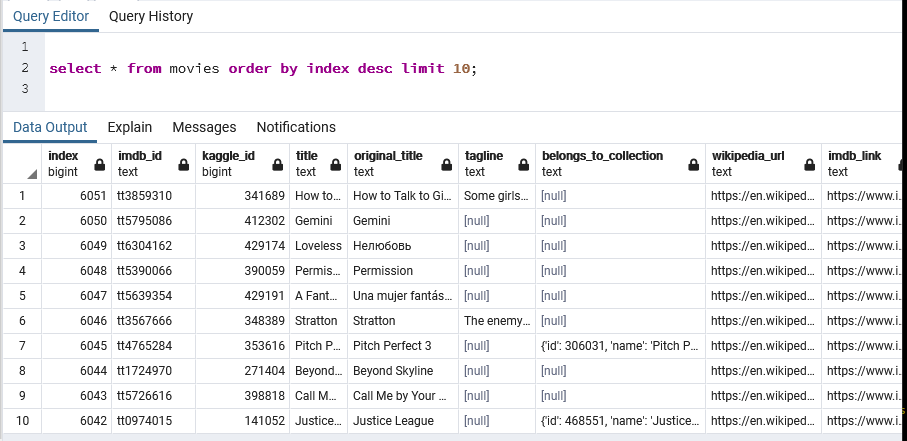 Query Editor Query History
1
2 select * from movies order by index desc limit 10;
3
Data Output Explain Messages Notifications
index bigint imdb_id text kaggle_id bigint title text original_title text tagline text belongs_to_collection text wikipedia_url text imdb_link text
1 6051 tt3859310 341689 How to... How to Talk to Gi... Some girls... [null] https://en.wikiped... https://www.i...
2 6050 tt5795086 412302 Gemini Gemini [null] [null] https://en.wikiped... https://www.i...
3 6049 tt6304162 429174 Loveless Нелюбовь [null] [null] https://en.wikiped... https://www.i...
4 6048 tt5390066 390059 Permis... Permission [null] [null] https://en.wikiped... https://www.i...
5 6047 tt5639354 429191 A Fant... Una mujer fantás... [null] [null] https://en.wikiped... https://www.i...
6 6046 tt3567666 348389 Stratton Stratton The enemy... [null] https://en.wikiped... https://www.i...
7 6045 tt4765284 353616 Pitch P... Pitch Perfect 3 [null] {'id': 306031, 'name': 'Pitch P... https://en.wikiped... https://www.i...
8 6044 tt1724970 271404 Beyond... Beyond Skyline [null] [null] https://en.wikiped... https://www.i...
9 6043 tt5726616 398818 Call M... Call Me by Your ... [null] [null] https://en.wikiped... https://www.i...
10 6042 tt0974015 141052 Justice... Justice League [null] {'id': 468551, 'name': 'Justice... https://en.wikiped... https://www.i...